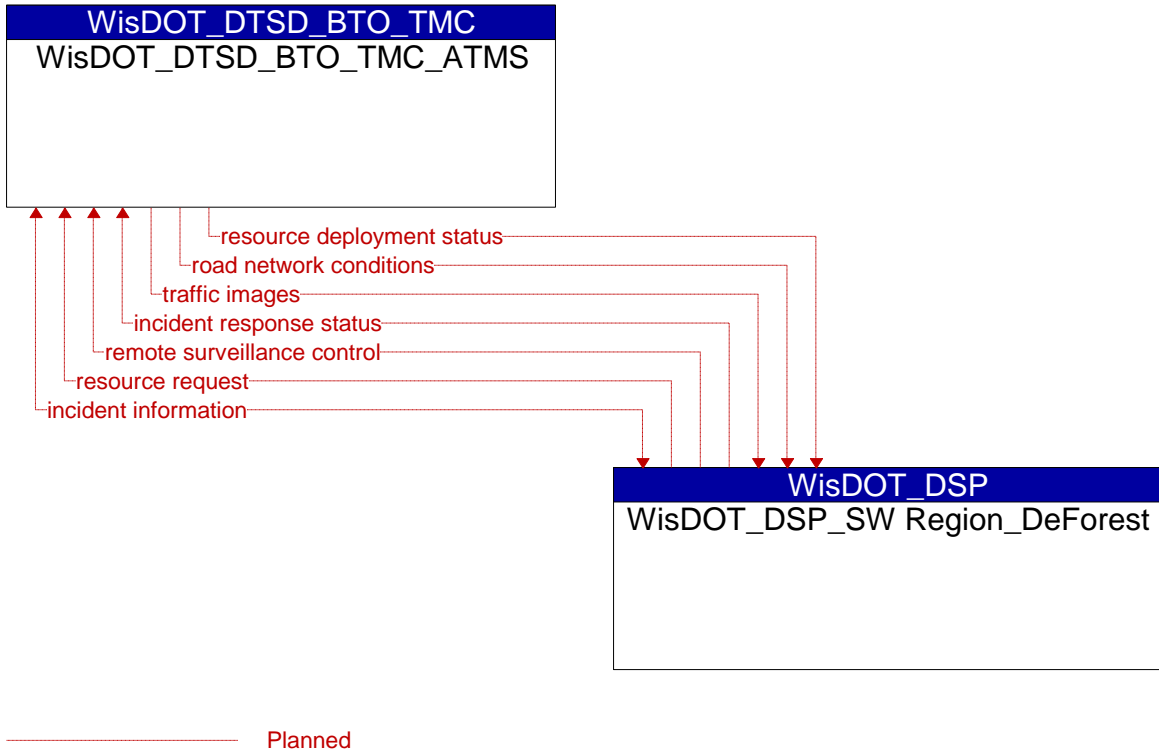 WisDOT_DTSD_BTO_TMC
WisDOT_DTSD_BTO_TMC_ATMS
resource deployment status
road network conditions
traffic images
incident response status
remote surveillance control
resource request
incident information
WisDOT_DSP
WisDOT_DSP_SW Region_DeForest
Planned